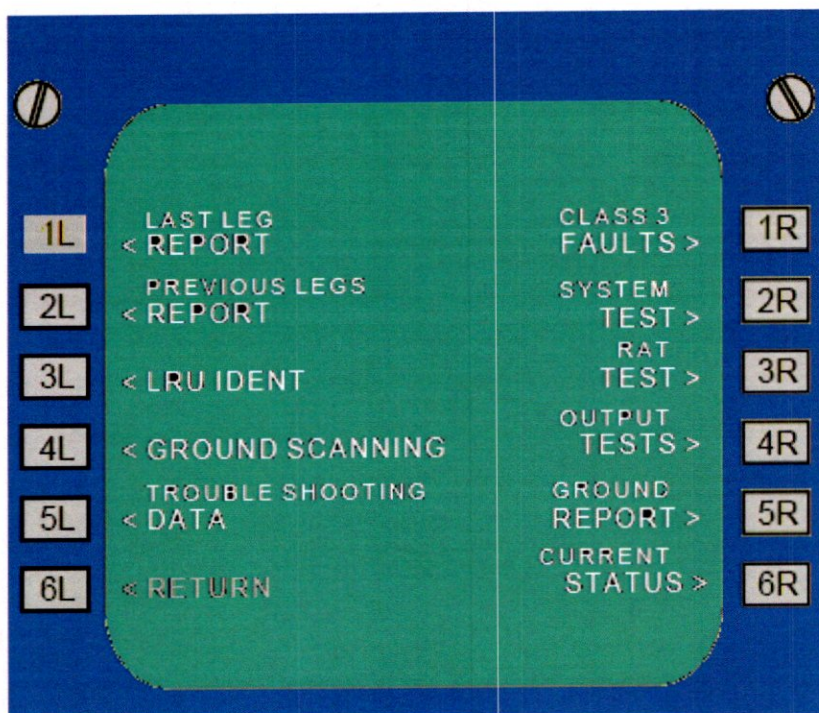 LAST LEG CLASS 3
1L < REPORT FAULTS > 1R
PREVIOUS LEGS SYSTEM
2L < REPORT TEST > 2R
RAT
3L < LRU IDENT TEST > 3R
OUTPUT
4L < GROUND SCANNING TESTS > 4R
TROUBLE SHOOTING GROUND
5L < DATA REPORT > 5R
CURRENT
6L < RETURN STATUS > 6R